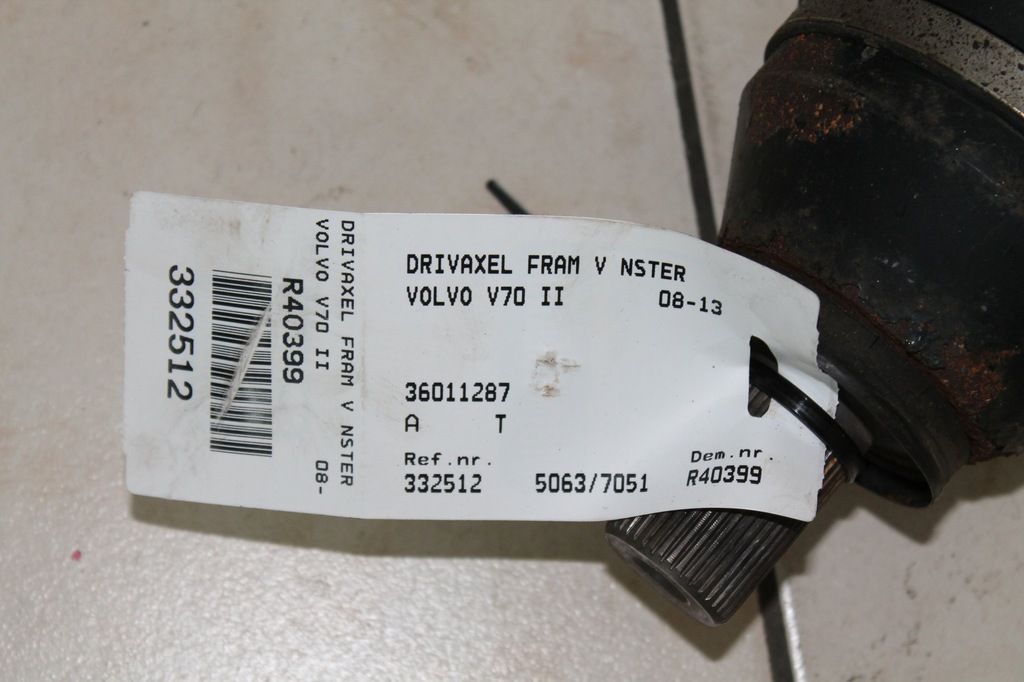 DRIVAXEL FRAM V NSTER
VOLVO V70 II 08-13
36011287
A T
Ref.nr. Dem.nr.
332512 5063/7051 R40399
DRIVAXEL FRAM V NSTER
VOLVO V70 II 08-
R40399
332512